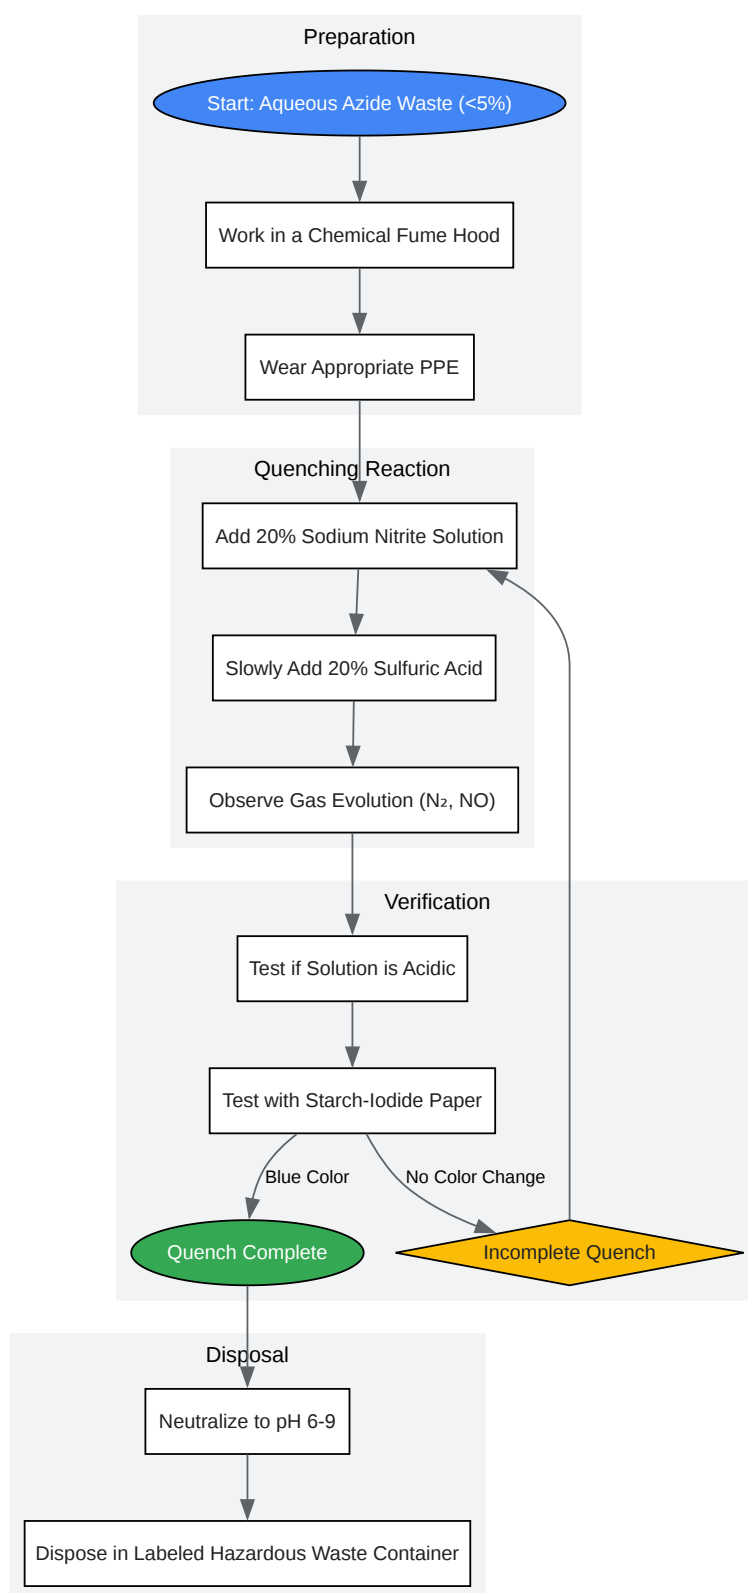 Preparation
Start: Aqueous Azide Waste (<5%)
Work in a Chemical Fume Hood
Wear Appropriate PPE
Quenching Reaction
Add 20% Sodium Nitrite Solution
Slowly Add 20% Sulfuric Acid
Observe Gas Evolution (N₂, NO)
Verification
Test if Solution is Acidic
Test with Starch-Iodide Paper
Blue Color
No Color Change
Quench Complete
Incomplete Quench
Disposal
Neutralize to pH 6-9
Dispose in Labeled Hazardous Waste Container